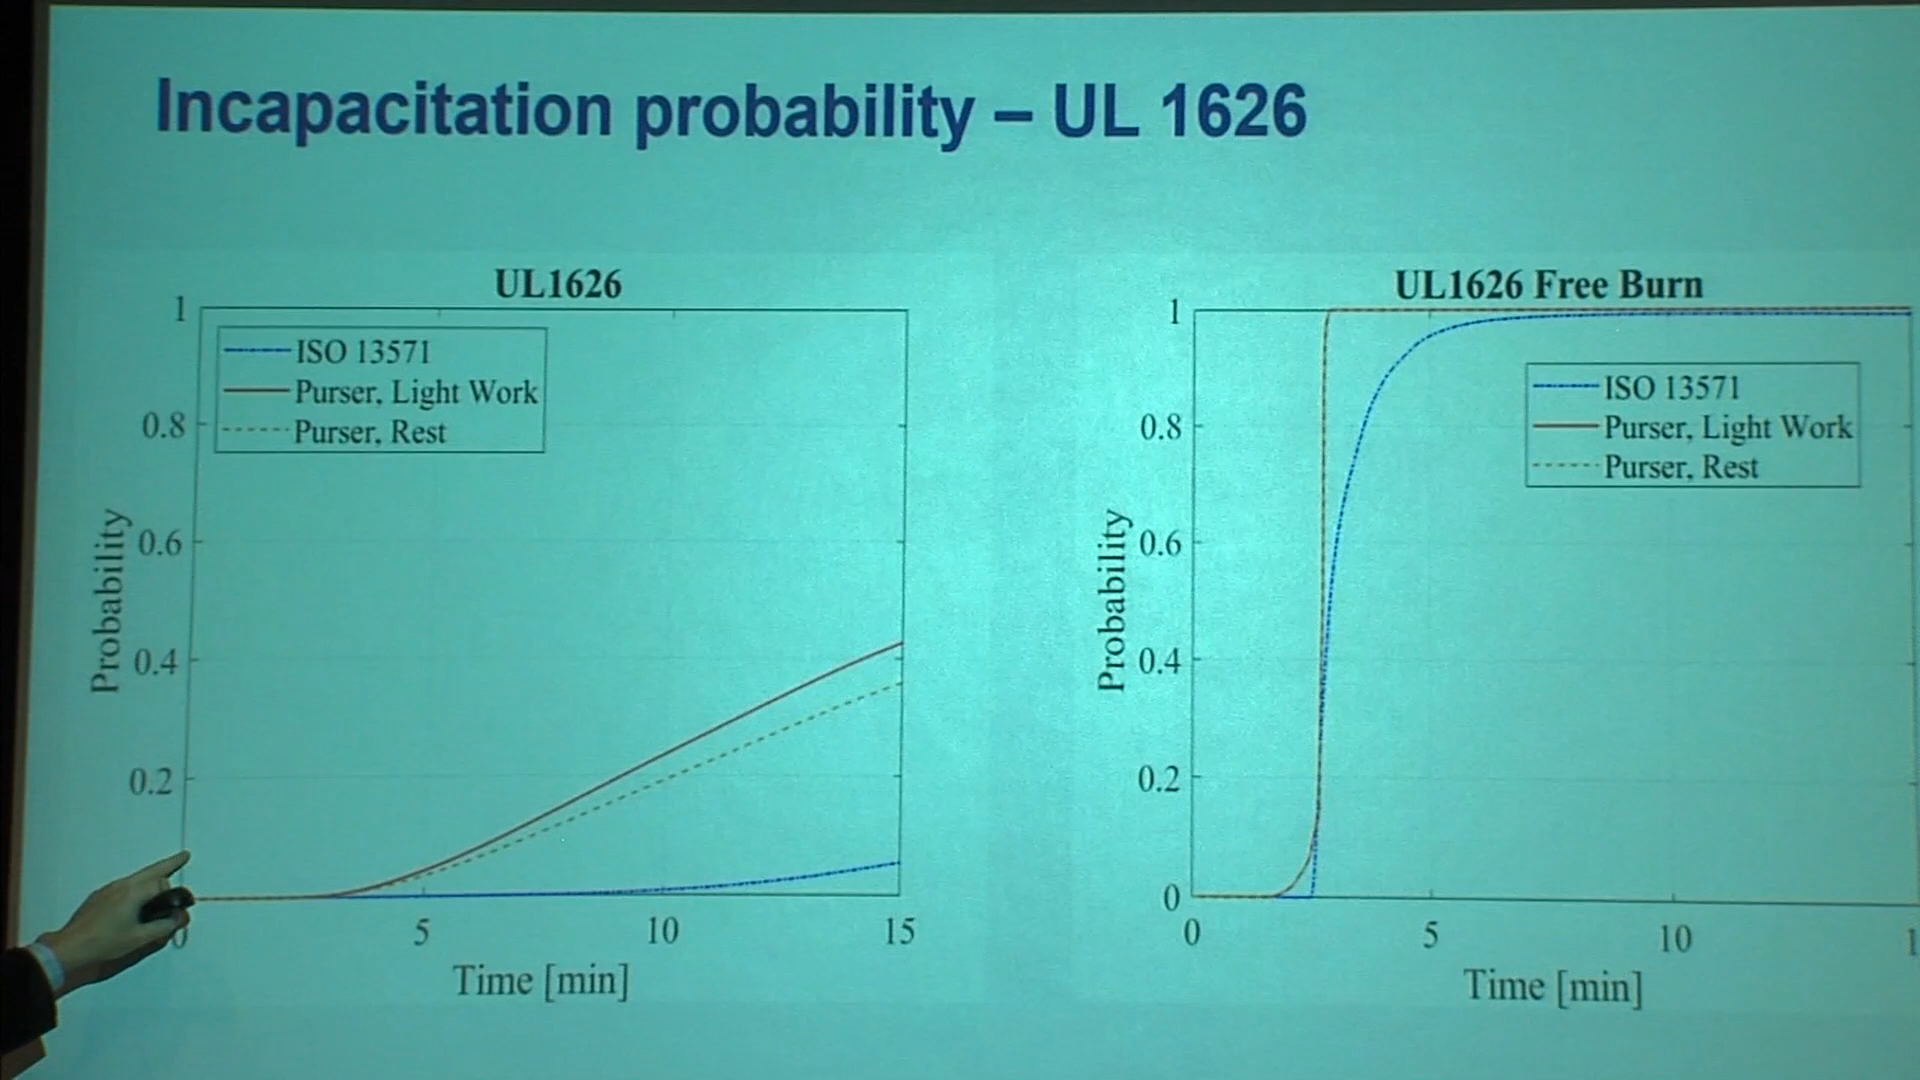 Incapacitation probability – UL 1626
UL1626
1
0.8
0.6
0.4
0.2
0
5
10
15
Probability
Time [min]
ISO 13571
Purser, Light Work
Purser, Rest
UL1626 Free Burn
1
0.8
0.6
0.4
0.2
0
0
5
10
1
Probability
Time [min]
ISO 13571
Purser, Light Work
Purser, Rest